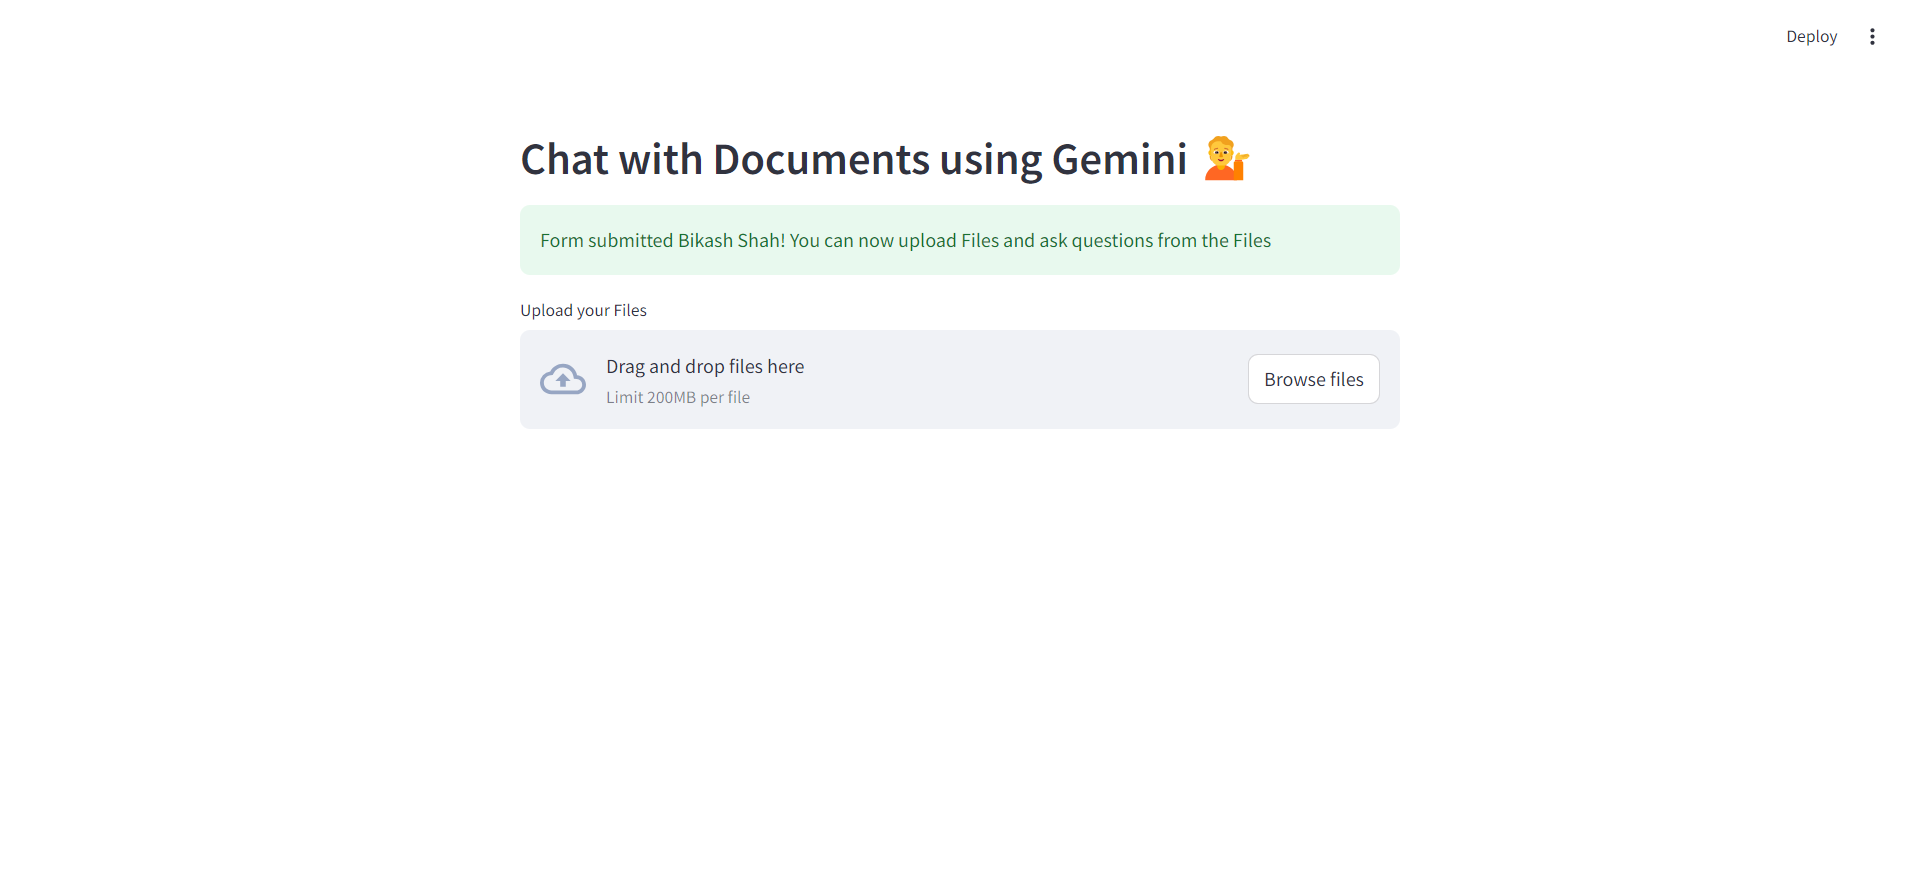 Deploy
Chat with Documents using Gemini 💁
Form submitted Bikash Shah! You can now upload Files and ask questions from the Files
Upload your Files
Drag and drop files here
Limit 200MB per file
Browse files